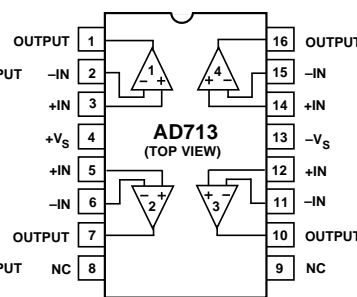 OUTPUT 1 16 OUTPUT
PUT –IN 2 1 4 15 –IN
+IN 3 14 +IN
+VS 4 AD713 13 –VS
(TOP VIEW)
+IN 5 12 +IN
–IN 6 2 3 11 –IN
OUTPUT 7 10 OUTPUT
PUT NC 8 9 NC